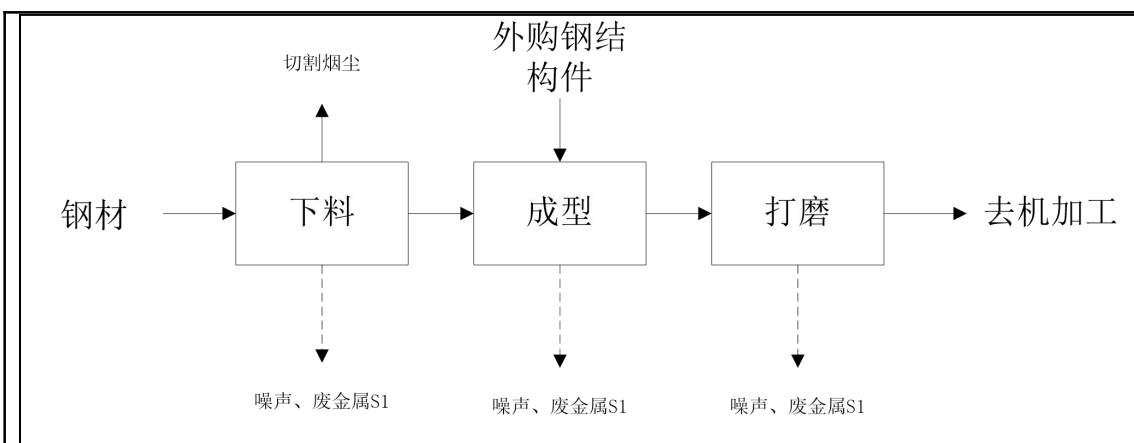 外购钢结
构件
切割烟尘
钢材
下料
成型
打磨
去机加工
噪声、废金属S1
噪声、废金属S1
噪声、废金属S1